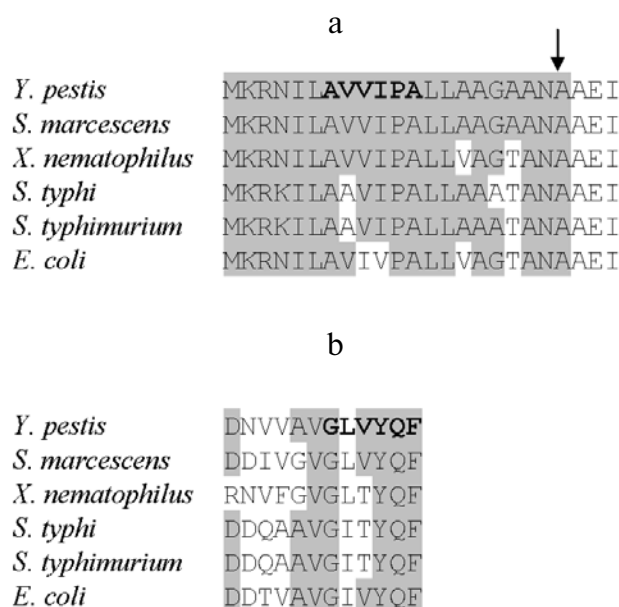 a
Y. pestis MKRNILAVVIPALLAAGAANAAEI
S. marcescens MKRNILAVVIPALLAAGAANAAEI
X. nematophilus MKRNILAVVIPALLVAGTANAAEI
S. typhi MKRKILAAVIPALLAAATANAAEI
S. typhimurium MKRKILAAVIPALLAAATANAAEI
E. coli MKRNILAVIVPALLVAGTANAAEI
b
Y. pestis DNVVAVGLVYQF
S. marcescens DDIVGVGLVYQF
X. nematophilus RNVFGVGLTYQF
S. typhi DDQAAVGITYQF
S. typhimurium DDQAAVGITYQF
E. coli DDTVAVGIVYQF